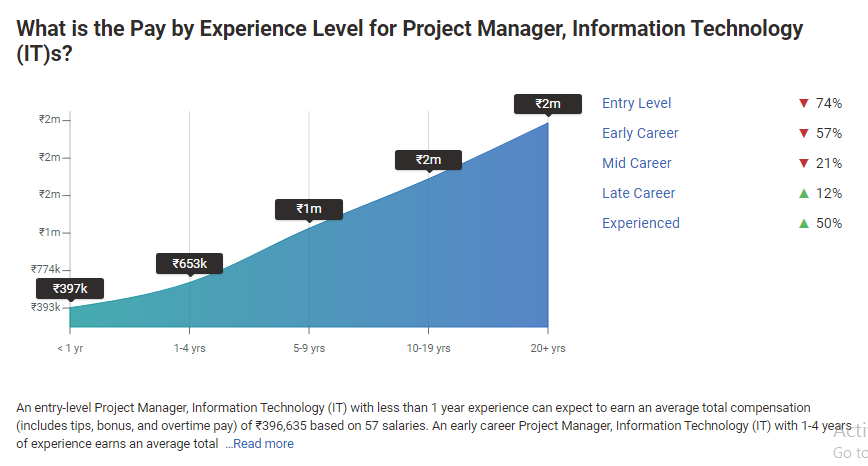 What is the Pay by Experience Level for Project Manager, Information Technology
(IT)s?
₹2m
₹2m
₹2m
₹1m
₹774k
₹393k
₹397k
₹653k
₹1m
₹2m
₹2m
< 1 yr
1-4 yrs
5-9 yrs
10-19 yrs
20+ yrs
Entry Level ▼ 74%
Early Career ▼ 57%
Mid Career ▼ 21%
Late Career ▲ 12%
Experienced ▲ 50%
An entry-level Project Manager, Information Technology (IT) with less than 1 year experience can expect to earn an average total compensation
(includes tips, bonus, and overtime pay) of ₹396,635 based on 57 salaries. An early career Project Manager, Information Technology (IT) with 1-4 years
of experience earns an average total ...Read more
Acti
Go to